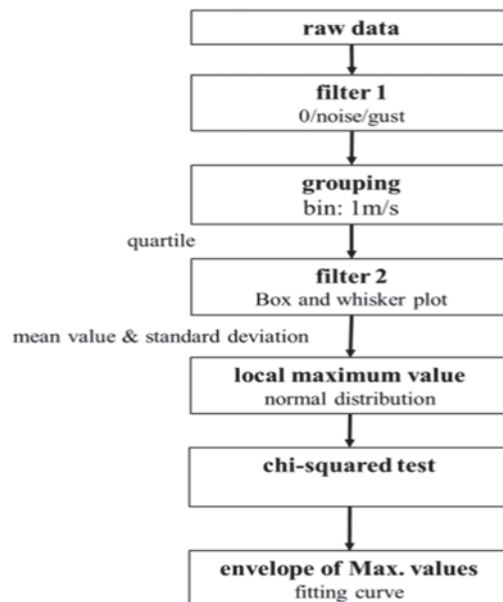 raw data
filter 1
0/noise/gust
grouping
bin: 1m/s
quartile
filter 2
Box and whisker plot
mean value & standard deviation
local maximum value
normal distribution
chi-squared test
envelope of Max. values
fitting curve